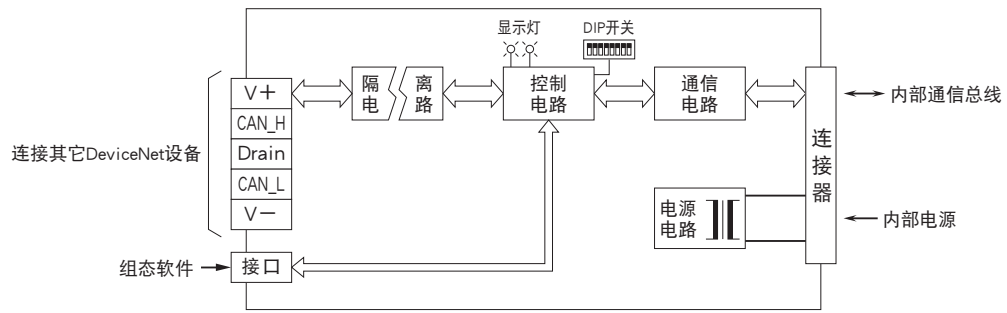 显示灯
DIP开关
连接其它DeviceNet设备
V+
CAN_H
Drain
CAN_L
V−
隔 离
电 路
控制
电路
通信
电路
连接器
内部通信总线
电源
电路
内部电源
组态软件
接口